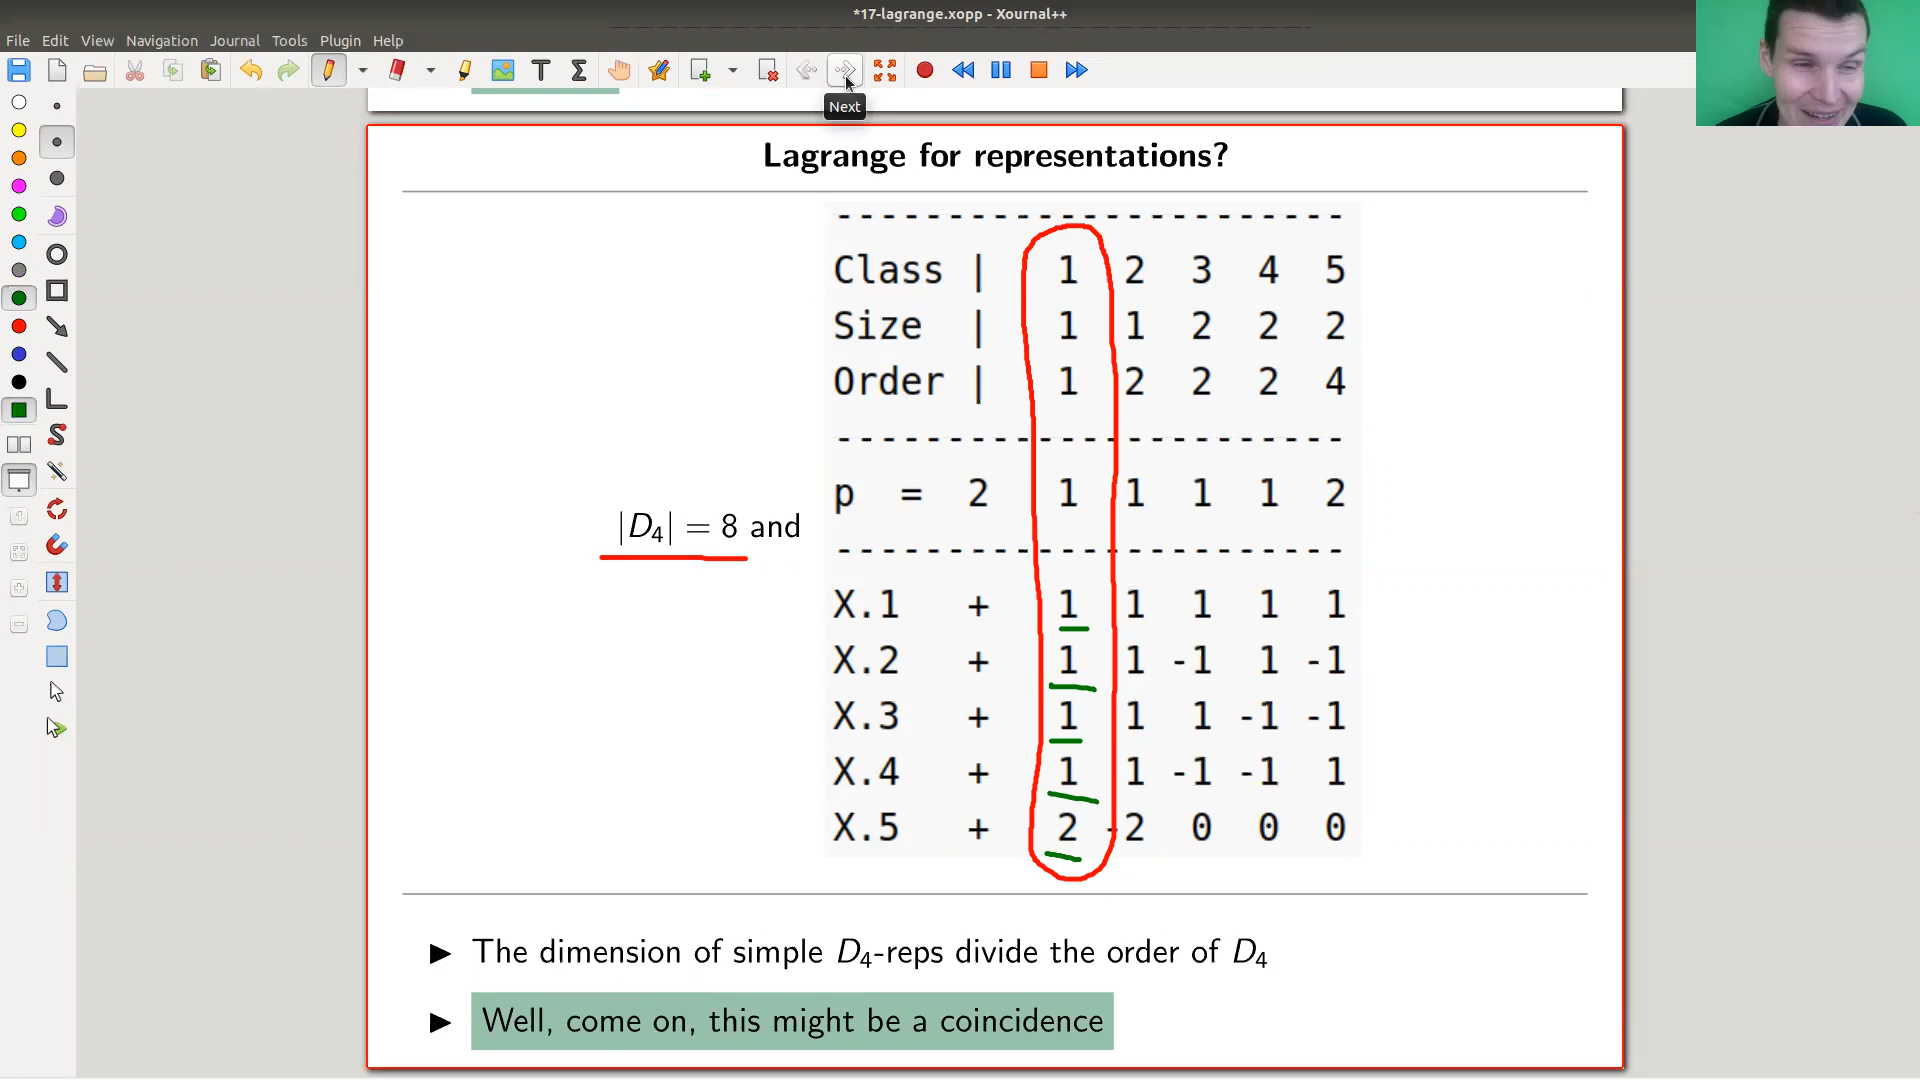 *17-lagrange.xopp - Xournal++
File Edit View Navigation Journal Tools Plugin Help
Next
Lagrange for representations?
Class | 1 2 3 4 5
Size | 1 1 2 2 2
Order | 1 2 2 2 4
p = 2 1 1 1 1 2
|D₄| = 8 and
X.1 + 1 1 1 1 1
X.2 + 1 1 -1 1 -1
X.3 + 1 1 1 -1 -1
X.4 + 1 1 -1 -1 1
X.5 + 2 -2 0 0 0
▶ The dimension of simple D₄-reps divide the order of D₄
▶ Well, come on, this might be a coincidence